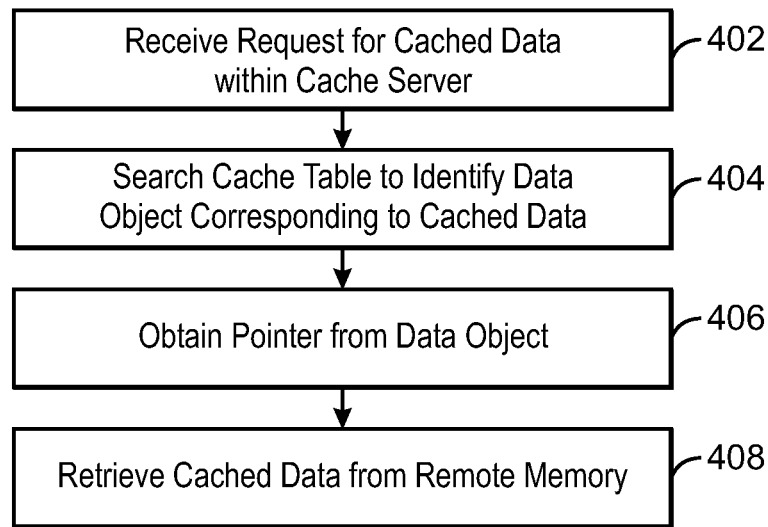 Receive Request for Cached Data
within Cache Server
402
Search Cache Table to Identify Data
Object Corresponding to Cached Data
404
Obtain Pointer from Data Object
406
Retrieve Cached Data from Remote Memory
408